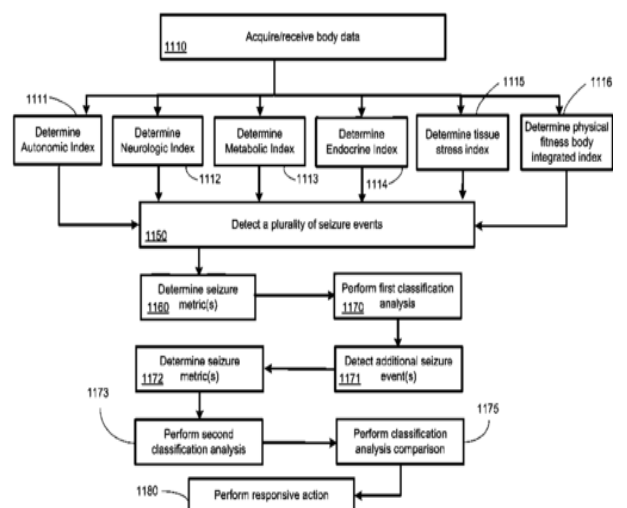 Acquire/receive body data
1110
1111
1115
1116
Determine
Autonomic Index
Determine
Neurologic Index
Determine
Metabolic Index
Determine
Endocrine Index
Determine tissue
stress index
Determine physical
fitness body
integrated index
1112
1113
1114
Detect a plurality of seizure events
1150
Determine seizure
1160 metric(s)
Perform first classification
1170 analysis
Determine seizure
1172 metric(s)
Detect additional seizure
1171 event(s)
1173
Perform second
classification analysis
Perform classification
analysis comparison
1175
1180
Perform responsive action